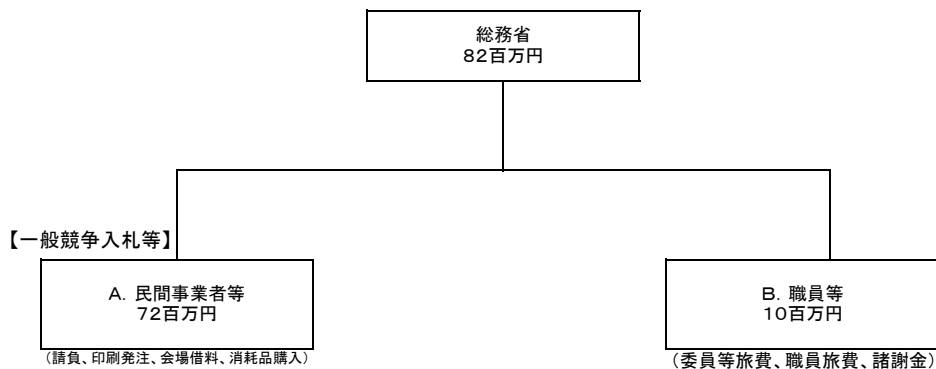 総務省
82百万円
【一般競争入札等】
A．民間事業者等
72百万円
（請負、印刷発注、会場借料、消耗品購入）
B．職員等
10百万円
（委員等旅費、職員旅費、諸謝金）